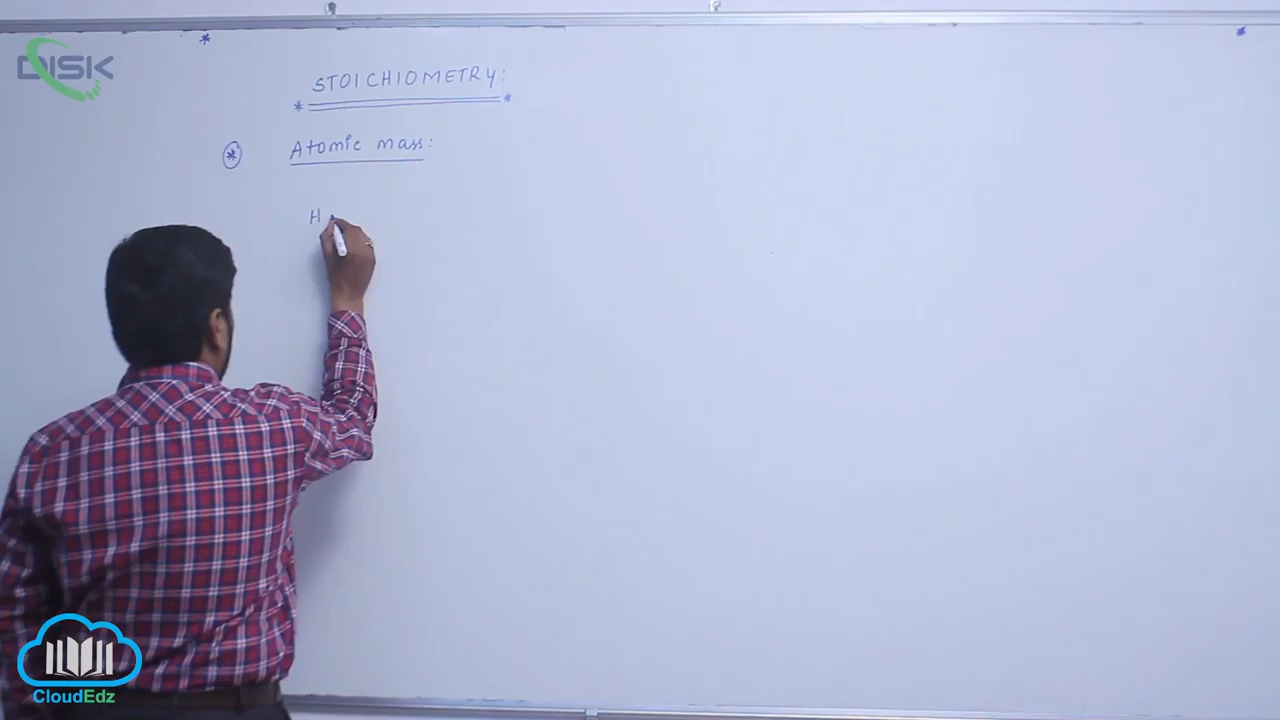 DISK
STOICHIOMETRY:
* *
* Atomic mass:
H
CloudEdz